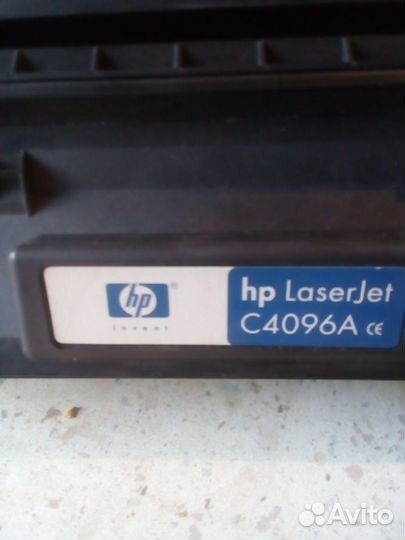 hp
invent
hp LaserJet
C4096A CE
Avito